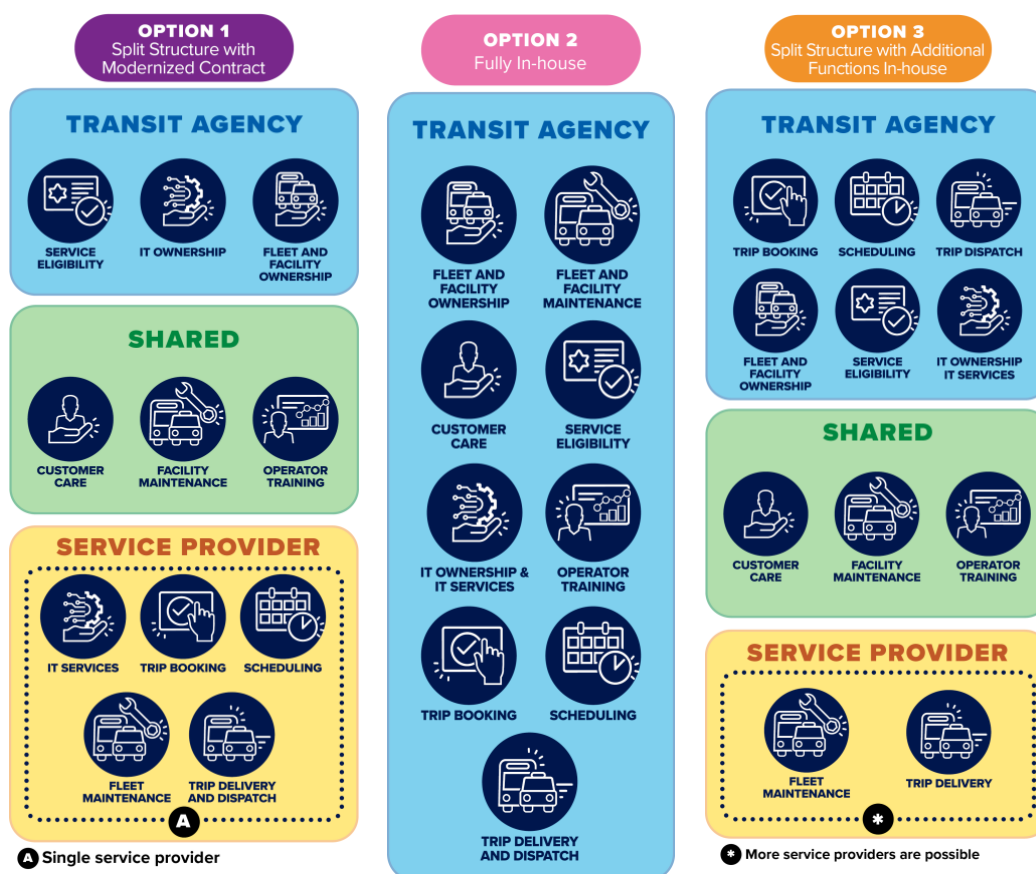 OPTION 1
Split Structure with
Modernized Contract
TRANSIT AGENCY
SERVICE
ELIGIBILITY
IT OWNERSHIP
FLEET AND
FACILITY
OWNERSHIP
SHARED
CUSTOMER
CARE
FACILITY
MAINTENANCE
OPERATOR
TRAINING
SERVICE PROVIDER
IT SERVICES
TRIP BOOKING
SCHEDULING
FLEET
MAINTENANCE
TRIP DELIVERY
AND DISPATCH
A
A Single service provider
OPTION 2
Fully In-house
TRANSIT AGENCY
FLEET AND
FACILITY
OWNERSHIP
FLEET AND
FACILITY
MAINTENANCE
CUSTOMER
CARE
SERVICE
ELIGIBILITY
IT OWNERSHIP &
IT SERVICES
OPERATOR
TRAINING
TRIP BOOKING
SCHEDULING
TRIP DELIVERY
AND DISPATCH
OPTION 3
Split Structure with Additional
Functions In-house
TRANSIT AGENCY
TRIP BOOKING
SCHEDULING
TRIP DISPATCH
FLEET AND
FACILITY
OWNERSHIP
SERVICE
ELIGIBILITY
IT OWNERSHIP
IT SERVICES
SHARED
CUSTOMER
CARE
FACILITY
MAINTENANCE
OPERATOR
TRAINING
SERVICE PROVIDER
FLEET
MAINTENANCE
TRIP DELIVERY
*
* More service providers are possible